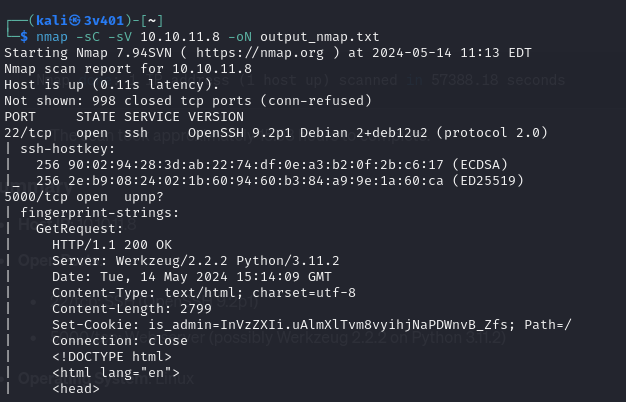 ┌──(kali㉿3v401)-[~]
└─$ nmap -sC -sV 10.10.11.8 -oN output_nmap.txt
Starting Nmap 7.94SVN ( https://nmap.org ) at 2024-05-14 11:13 EDT
Nmap scan report for 10.10.11.8
Host is up (0.11s latency).
Not shown: 998 closed tcp ports (conn-refused)
PORT     STATE SERVICE VERSION
22/tcp   open  ssh     OpenSSH 9.2p1 Debian 2+deb12u2 (protocol 2.0)
| ssh-hostkey:
|   256 90:02:94:28:3d:ab:22:74:df:0e:a3:b2:0f:2b:c6:17 (ECDSA)
|_  256 2e:b9:08:24:02:1b:60:94:60:b3:84:a9:9e:1a:60:ca (ED25519)
5000/tcp open  upnp?
| fingerprint-strings:
|   GetRequest:
|     HTTP/1.1 200 OK
|     Server: Werkzeug/2.2.2 Python/3.11.2
|     Date: Tue, 14 May 2024 15:14:09 GMT
|     Content-Type: text/html; charset=utf-8
|     Content-Length: 2799
|     Set-Cookie: is_admin=InVzZXIi.uAlmXlTvm8vyihjNaPDWnvB_Zfs; Path=/
|     Connection: close
|     <!DOCTYPE html>
|     <html lang="en">
|     <head>